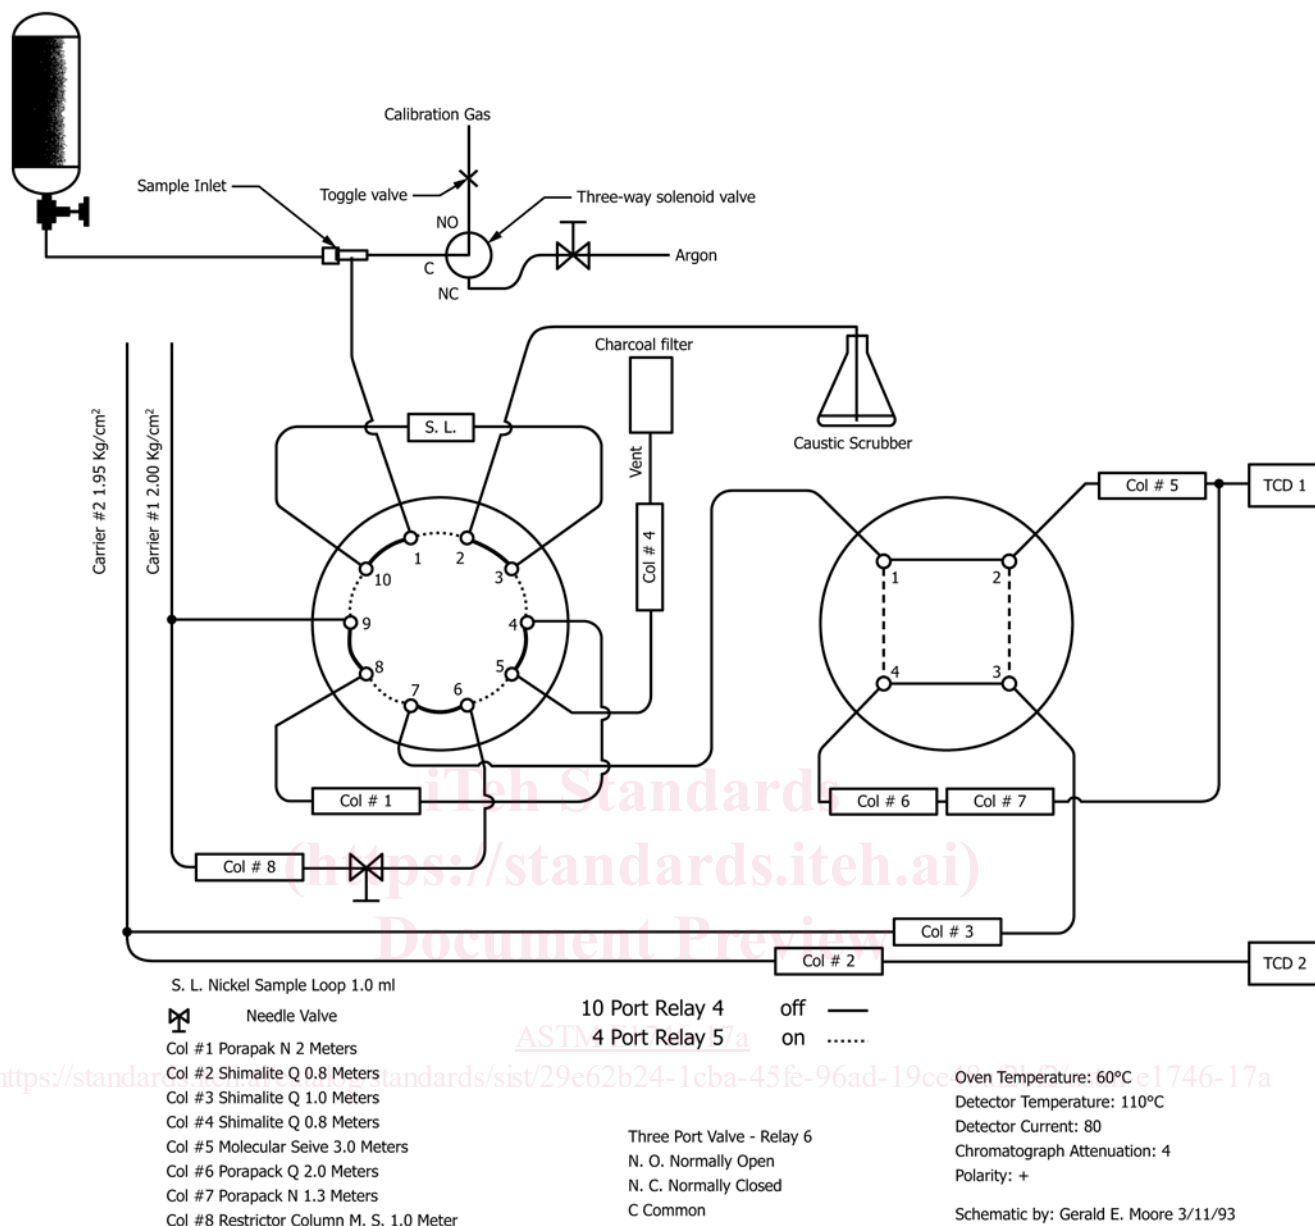 Calibration Gas
Sample Inlet
Toggle valve
Three-way solenoid valve
NO
C
NC
Argon
Charcoal filter
Caustic Scrubber
Vent
Carrier #2 1.95 Kg/cm²
Carrier #1 2.00 Kg/cm²
S. L.
Col # 4
Col # 5
TCD 1
1
2
3
4
5
6
7
8
9
10
1
2
3
4
Col # 1
Col # 6
Col # 7
Col # 8
Col # 3
Col # 2
TCD 2
iTeh Standards
(https://standards.iteh.ai)
Document Preview
S. L. Nickel Sample Loop 1.0 ml
Needle Valve
10 Port Relay 4 off
4 Port Relay 5 on
Col #1 Porapak N 2 Meters
Col #2 Shimalite Q 0.8 Meters
Col #3 Shimalite Q 1.0 Meters
Col #4 Shimalite Q 0.8 Meters
Col #5 Molecular Seive 3.0 Meters
Col #6 Porapack Q 2.0 Meters
Col #7 Porapack N 1.3 Meters
Col #8 Restrictor Column M. S. 1.0 Meter
Three Port Valve - Relay 6
N. O. Normally Open
N. C. Normally Closed
C Common
Oven Temperature: 60°C
Detector Temperature: 110°C
Detector Current: 80
Chromatograph Attenuation: 4
Polarity: +
Schematic by: Gerald E. Moore 3/11/93